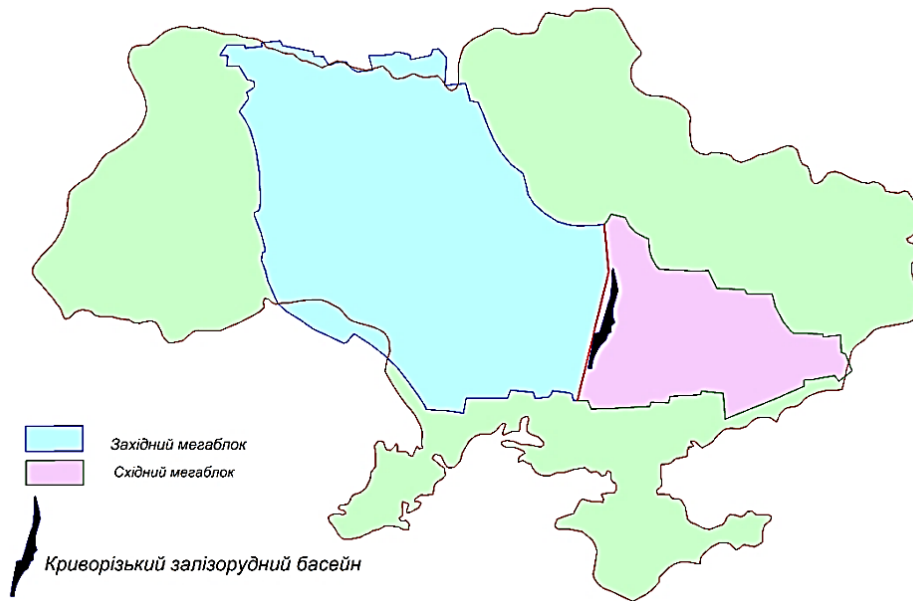 Західний мегаблок
Східний мегаблок
Криворізький залізорудний басейн